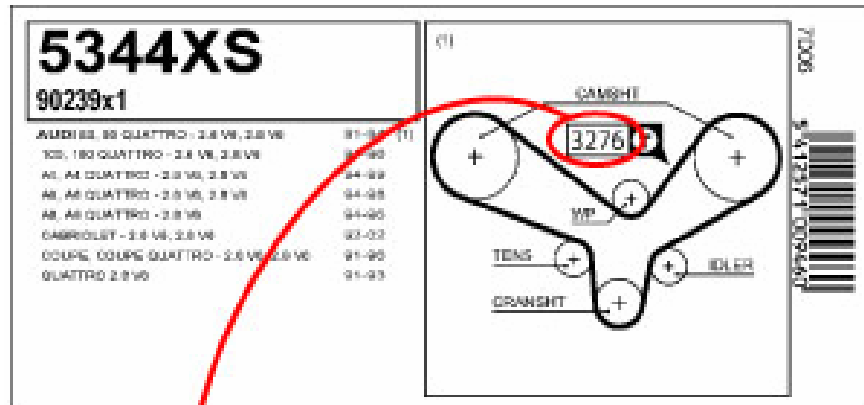 5344XS
90239x1
AUDI 80, 90 QUATTRO - 2.6 V6, 2.8 V6
100, 100 QUATTRO - 2.6 V6, 2.8 V6
A4, A4 QUATTRO - 2.6 V6, 2.8 V6
A6, A6 QUATTRO - 2.6 V6, 2.8 V6
A8, A8 QUATTRO - 2.8 V6
CABRIOLET - 2.6 V6, 2.8 V6
COUPE, COUPE QUATTRO - 2.6 V6, 2.8 V6
QUATTRO 2.8 V6
(1)
CAMSHT
3276
WP
TENS
IDLER
CRANSHT